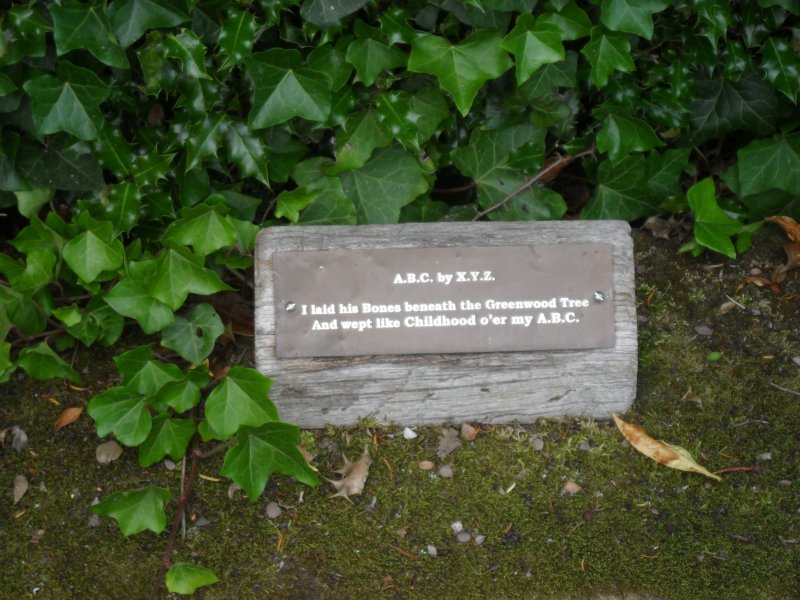 A.B.C. by X.Y.Z.
I laid his Bones beneath the Greenwood Tree
And wept like Childhood o'er my A.B.C.